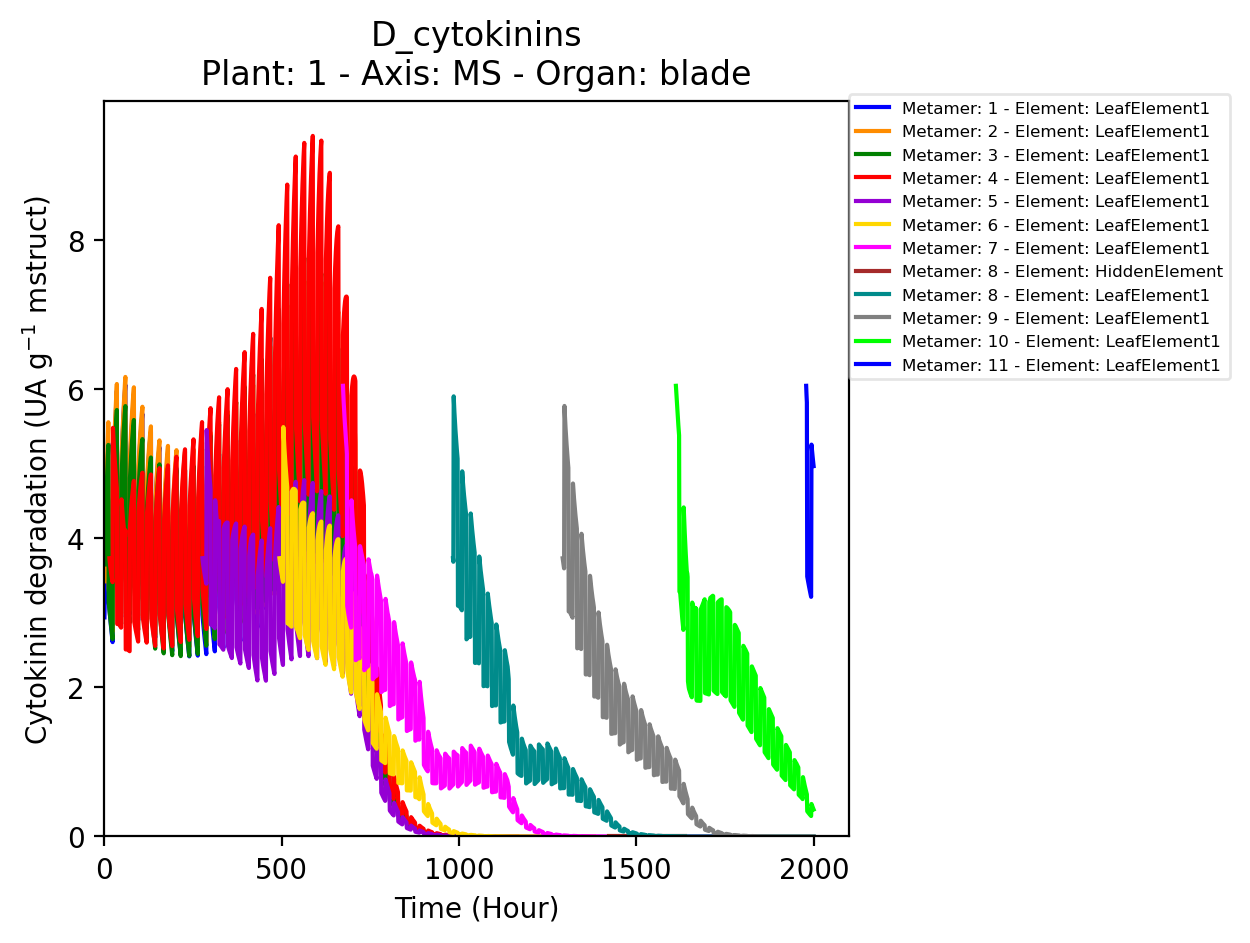 D_cytokinins
Plant: 1 - Axis: MS - Organ: blade
Cytokinin degradation (UA g⁻¹ mstruct)
8
6
4
2
0
0 500 1000 1500 2000
Time (Hour)
Metamer: 1 - Element: LeafElement1
Metamer: 2 - Element: LeafElement1
Metamer: 3 - Element: LeafElement1
Metamer: 4 - Element: LeafElement1
Metamer: 5 - Element: LeafElement1
Metamer: 6 - Element: LeafElement1
Metamer: 7 - Element: LeafElement1
Metamer: 8 - Element: HiddenElement
Metamer: 8 - Element: LeafElement1
Metamer: 9 - Element: LeafElement1
Metamer: 10 - Element: LeafElement1
Metamer: 11 - Element: LeafElement1